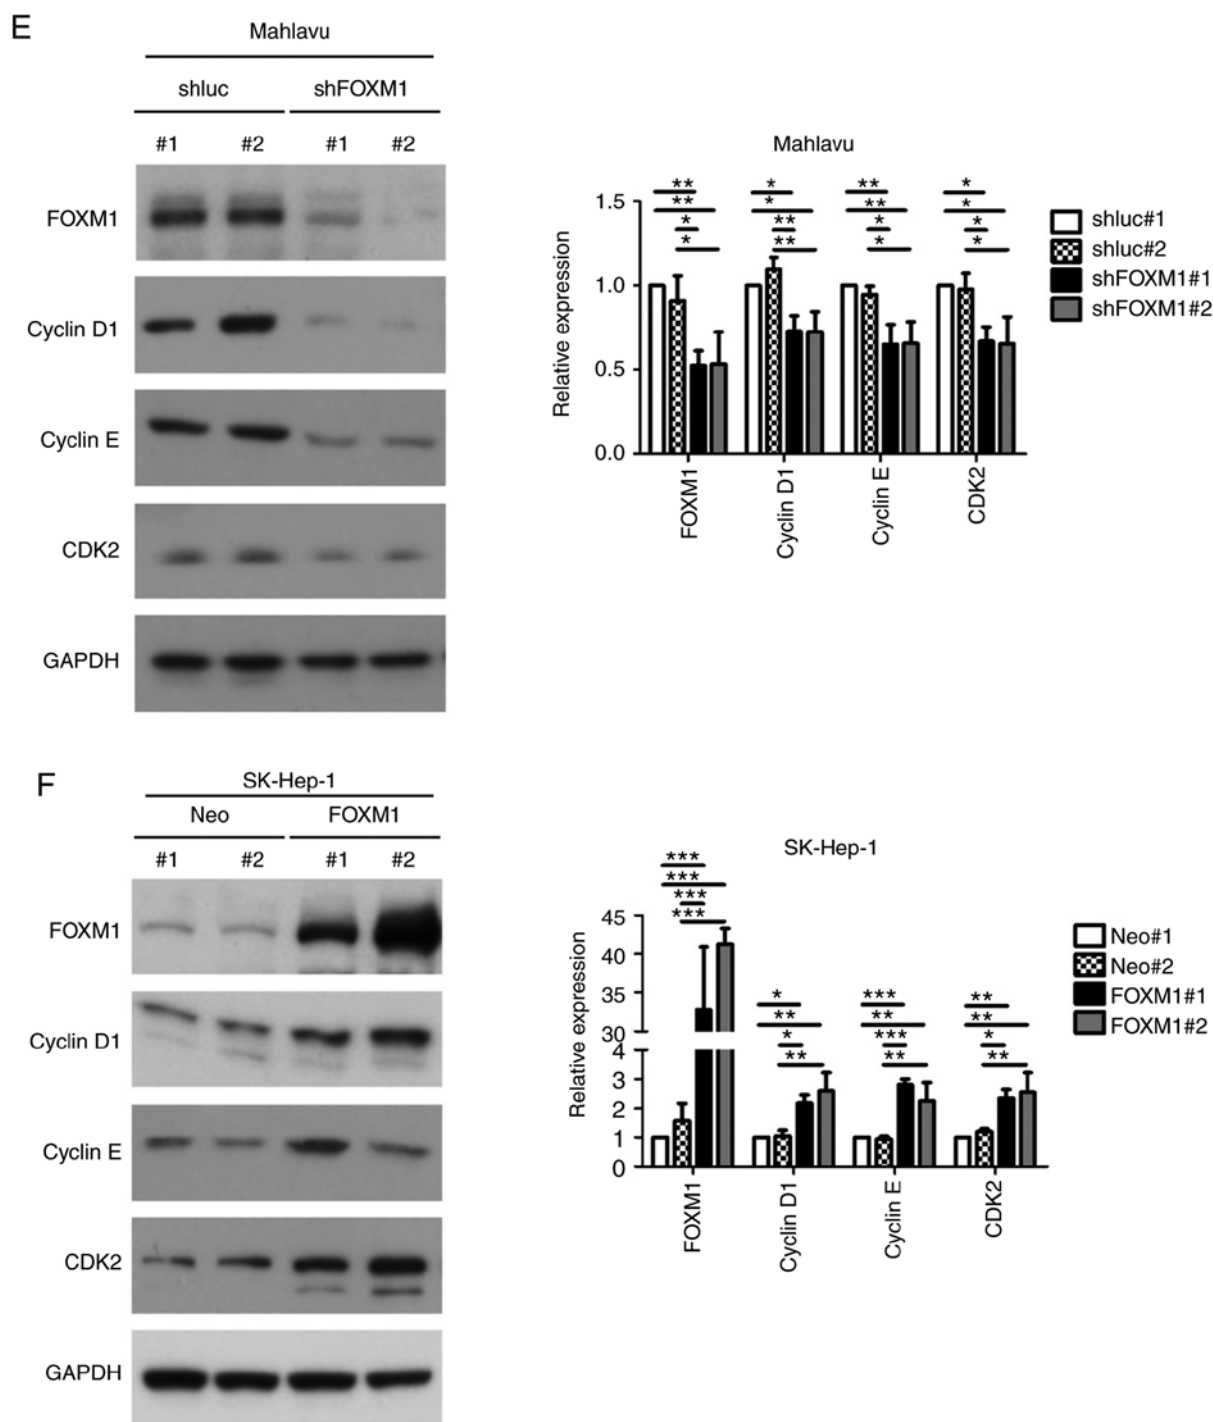 E
Mahlavu
shluc shFOXM1
#1 #2 #1 #2
FOXM1
Cyclin D1
Cyclin E
CDK2
GAPDH
Mahlavu
Relative expression
1.5
1.0
0.5
0.0
** * ** *
** * ** *
* ** * *
* ** * *
FOXM1
Cyclin D1
Cyclin E
CDK2
shluc#1
shluc#2
shFOXM1#1
shFOXM1#2
F
SK-Hep-1
Neo FOXM1
#1 #2 #1 #2
FOXM1
Cyclin D1
Cyclin E
CDK2
GAPDH
SK-Hep-1
Relative expression
45
40
35
30
4
3
2
1
0
***
***
***
***
* *** **
** ** **
* *** *
** ** **
FOXM1
Cyclin D1
Cyclin E
CDK2
Neo#1
Neo#2
FOXM1#1
FOXM1#2